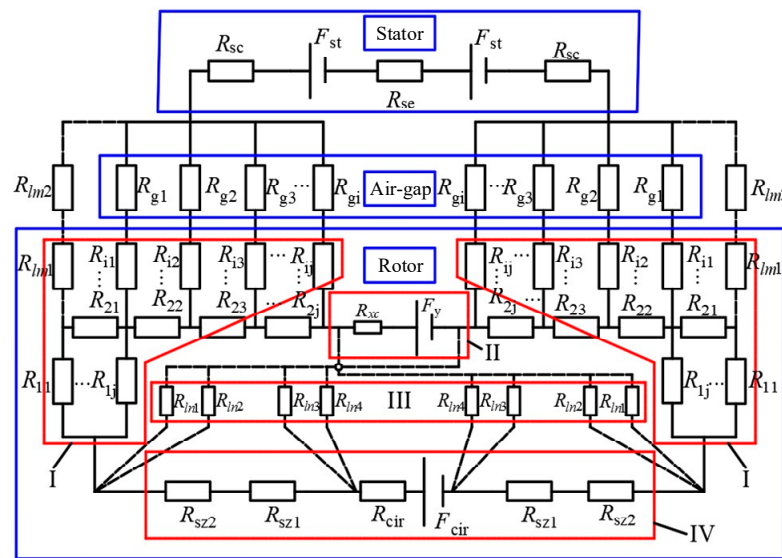 Stator
R_sc F_st F_st R_sc
R_se
R_lm2 R_g1 R_g2 R_g3 ··· R_gi Air-gap R_gi ··· R_g3 R_g2 R_g1 R_lm
R_lm1 R_i1 R_i2 R_i3 ··· R_ij Rotor R_ij ··· R_i3 R_i2 R_i1 R_lm1
R_21 R_22 R_23 R_2j R_xc F_y R_2j R_23 R_22 R_21
II
R_11 ··· R_1j R_1j ··· R_11
R_ln1 R_ln2 R_ln3 R_ln4 III R_ln4 R_ln3 R_ln2 R_ln1
I I
R_sz2 R_sz1 R_cir F_cir R_sz1 R_sz2
IV